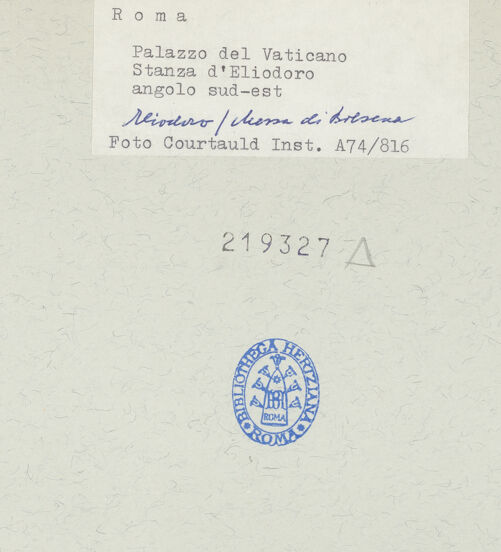 Roma
Palazzo del Vaticano
Stanza d'Eliodoro
angolo sud-est
Eliodoro / Messa di Bolsena
Foto Courtauld Inst. A74/816
219327 Δ
BIBLIOTHECA HERTZIANA
ROMA
ROMA